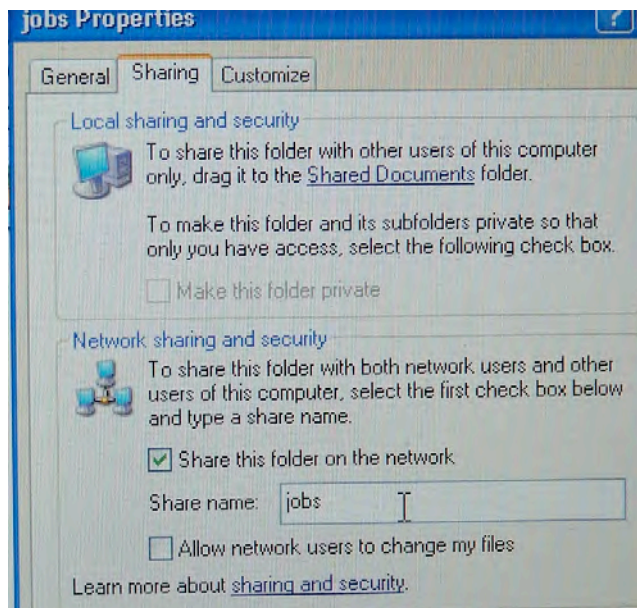 jobs Properties
?
General
Sharing
Customize
Local sharing and security
To share this folder with other users of this computer
only, drag it to the Shared Documents folder.
To make this folder and its subfolders private so that
only you have access, select the following check box.
Make this folder private
Network sharing and security
To share this folder with both network users and other
users of this computer, select the first check box below
and type a share name.
Share this folder on the network
Share name: jobs
Allow network users to change my files
Learn more about sharing and security.